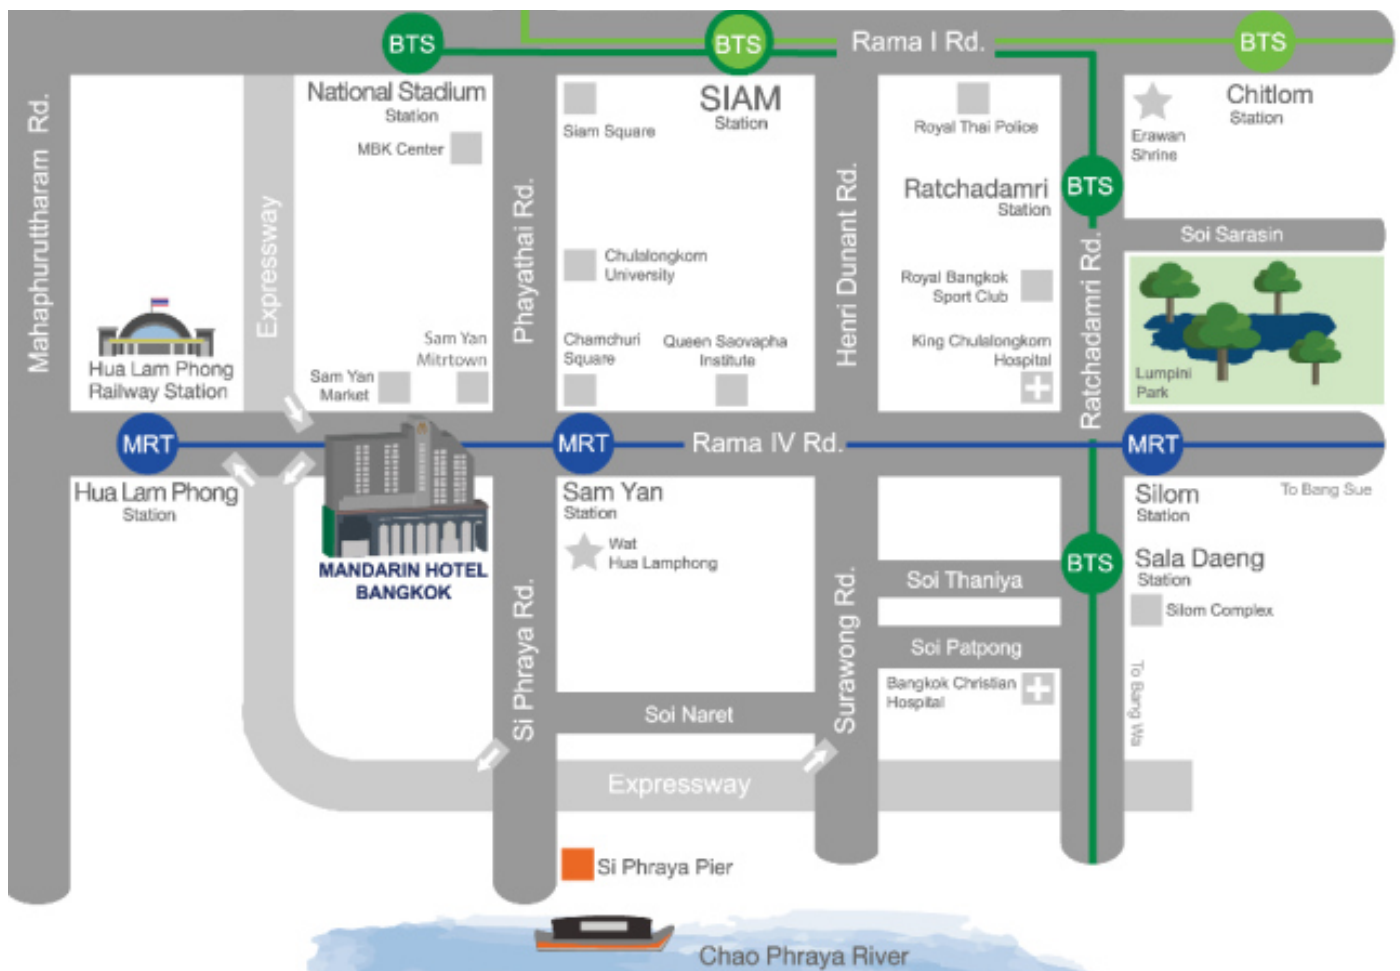 BTS
BTS
Rama I Rd.
BTS
Mahaphuruttharam Rd.
National Stadium
Station
MBK Center
Siam Square
SIAM
Station
Royal Thai Police
Erawan
Shrine
Chitlom
Station
Expressway
Phayathai Rd.
Henri Dunant Rd.
Ratchadamri
Station
BTS
Soi Sarasin
Chulalongkorn
University
Royal Bangkok
Sport Club
Ratchadamri Rd.
Hua Lam Phong
Railway Station
Sam Yan
Market
Sam Yan
Mitrtown
Chamchuri
Square
Queen Saovapha
Institute
King Chulalongkorn
Hospital
Lumpini
Park
MRT
MRT
Rama IV Rd.
MRT
Hua Lam Phong
Station
Sam Yan
Station
Silom
Station
To Bang Sue
MANDARIN HOTEL
BANGKOK
Wat
Hua Lamphong
Si Phraya Rd.
Surawong Rd.
Soi Thaniya
BTS
Sala Daeng
Station
Silom Complex
Soi Patpong
Bangkok Christian
Hospital
To Bang Wa
Soi Naret
Expressway
Si Phraya Pier
Chao Phraya River